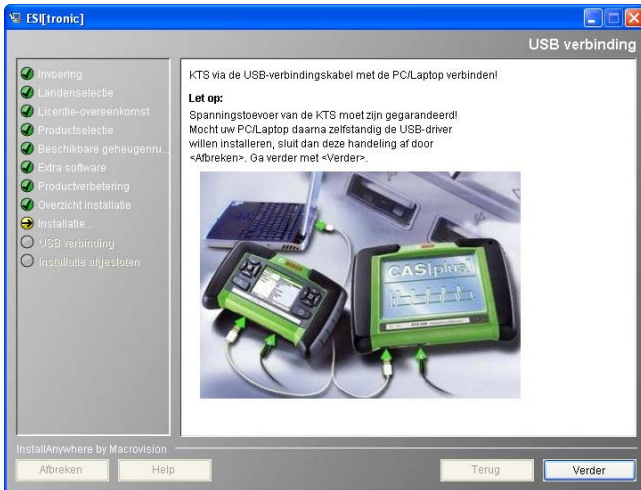 ESI[tronic]
USB verbinding
Invoering
Landenselectie
Licentie-overeenkomst
Productselectie
Beschikbare geheugenru...
Extra software
Productverbetering
Overzicht installatie
Installatie...
USB verbinding
Installatie afgesloten
KTS via de USB-verbindingskabel met de PC/Laptop verbinden!
Let op:
Spanningstoevoer van de KTS moet zijn gegarandeerd!
Mocht uw PC/Laptop daarna zelfstandig de USB-driver
willen installeren, sluit dan deze handeling af door
<Afbreken>. Ga verder met <Verder>.
CAS[plus]
InstallAnywhere by Macrovision
Afbreken
Help
Terug
Verder